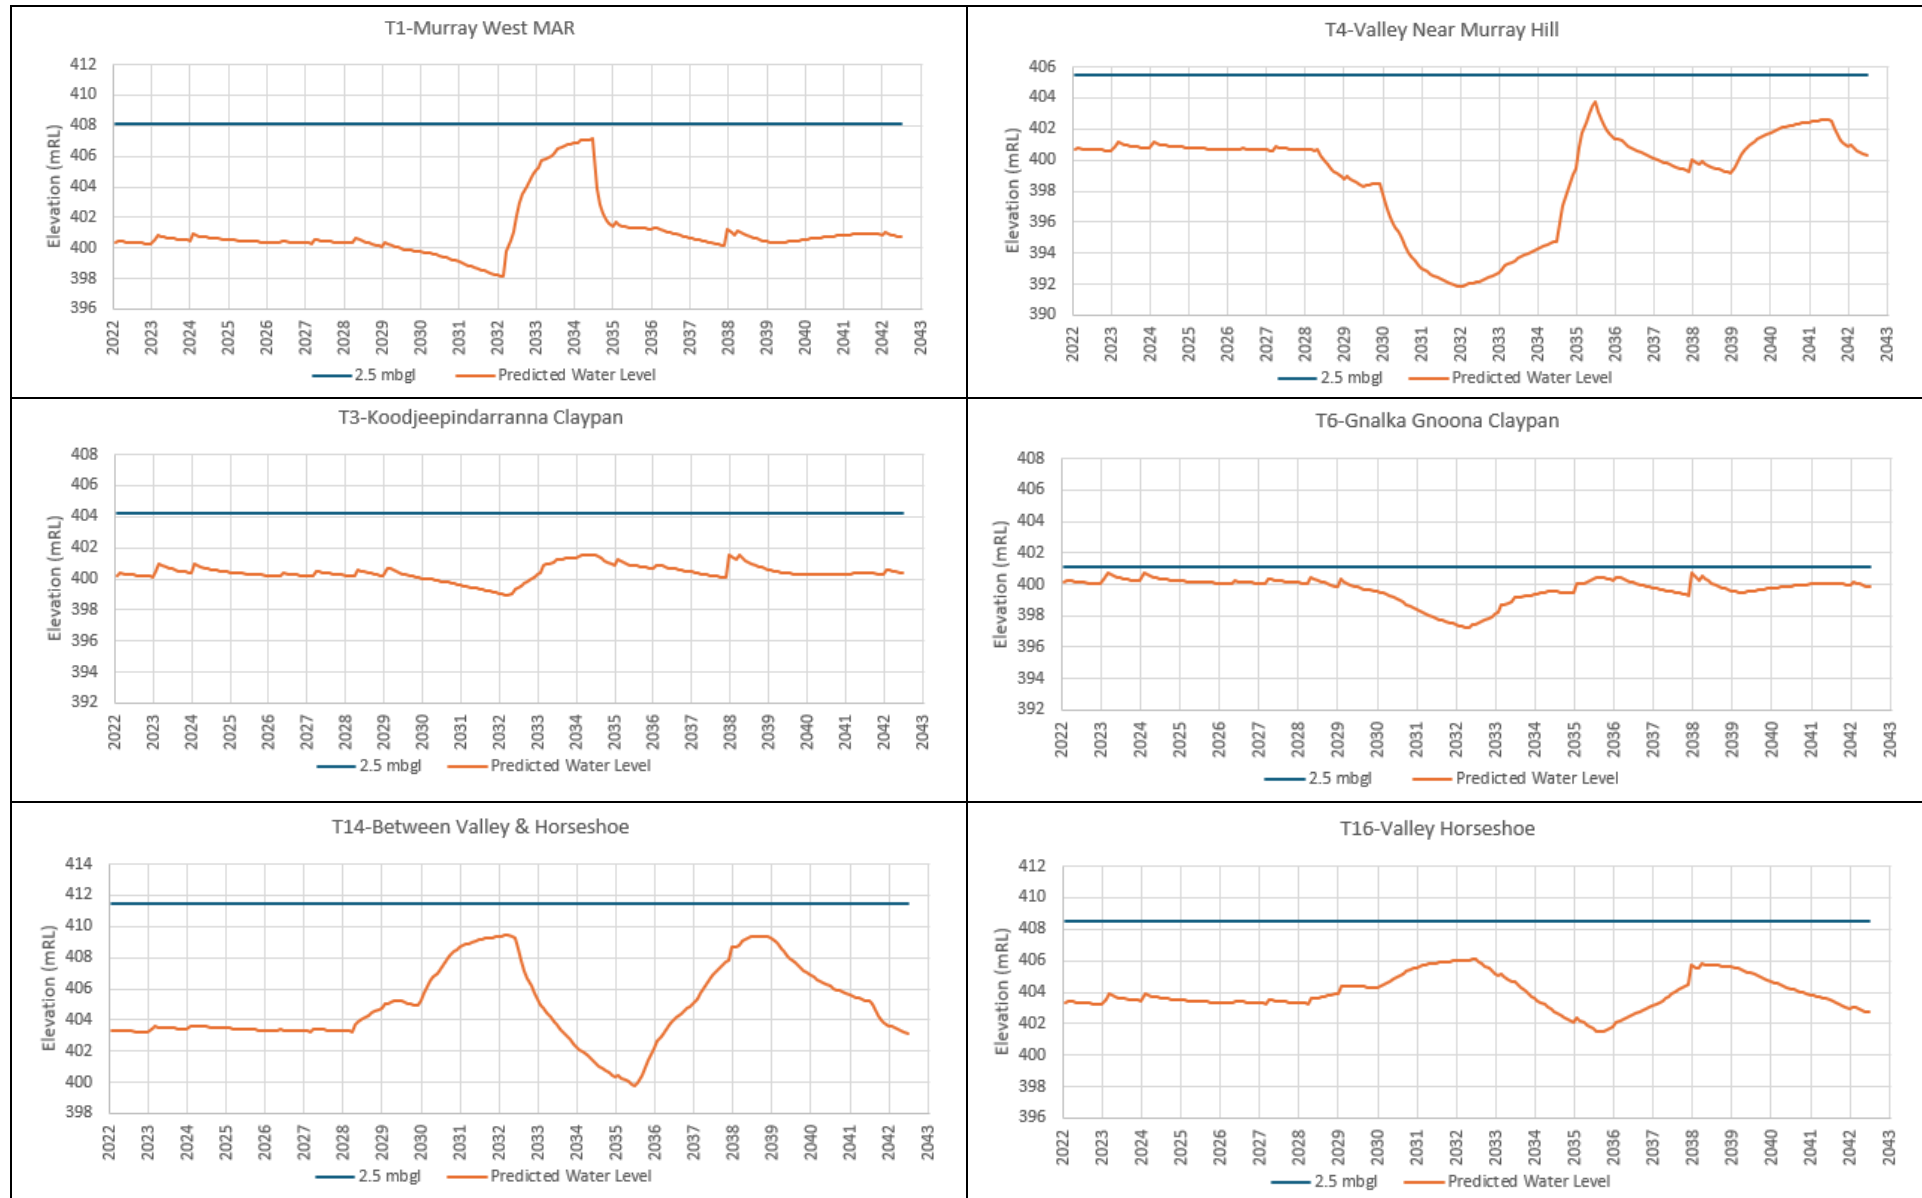 T1-Murray West MAR
412
410
408
406
404
402
400
398
396
Elevation (mRL)
2022 2023 2024 2025 2026 2027 2028 2029 2030 2031 2032 2033 2034 2035 2036 2037 2038 2039 2040 2041 2042 2043
2.5 mbgl Predicted Water Level
T4-Valley Near Murray Hill
406
404
402
400
398
396
394
392
390
Elevation (mRL)
2022 2023 2024 2025 2026 2027 2028 2029 2030 2031 2032 2033 2034 2035 2036 2037 2038 2039 2040 2041 2042 2043
2.5 mbgl Predicted Water Level
T3-Koodjeepindarranna Claypan
408
406
404
402
400
398
396
394
392
Elevation (mRL)
2022 2023 2024 2025 2026 2027 2028 2029 2030 2031 2032 2033 2034 2035 2036 2037 2038 2039 2040 2041 2042 2043
2.5 mbgl Predicted Water Level
T6-Gnalka Gnoona Claypan
408
406
404
402
400
398
396
394
392
Elevation (mRL)
2022 2023 2024 2025 2026 2027 2028 2029 2030 2031 2032 2033 2034 2035 2036 2037 2038 2039 2040 2041 2042 2043
2.5 mbgl Predicted Water Level
T14-Between Valley & Horseshoe
414
412
410
408
406
404
402
400
398
Elevation (mRL)
2022 2023 2024 2025 2026 2027 2028 2029 2030 2031 2032 2033 2034 2035 2036 2037 2038 2039 2040 2041 2042 2043
2.5 mbgl Predicted Water Level
T16-Valley Horseshoe
412
410
408
406
404
402
400
398
396
Elevation (mRL)
2022 2023 2024 2025 2026 2027 2028 2029 2030 2031 2032 2033 2034 2035 2036 2037 2038 2039 2040 2041 2042 2043
2.5 mbgl Predicted Water Level